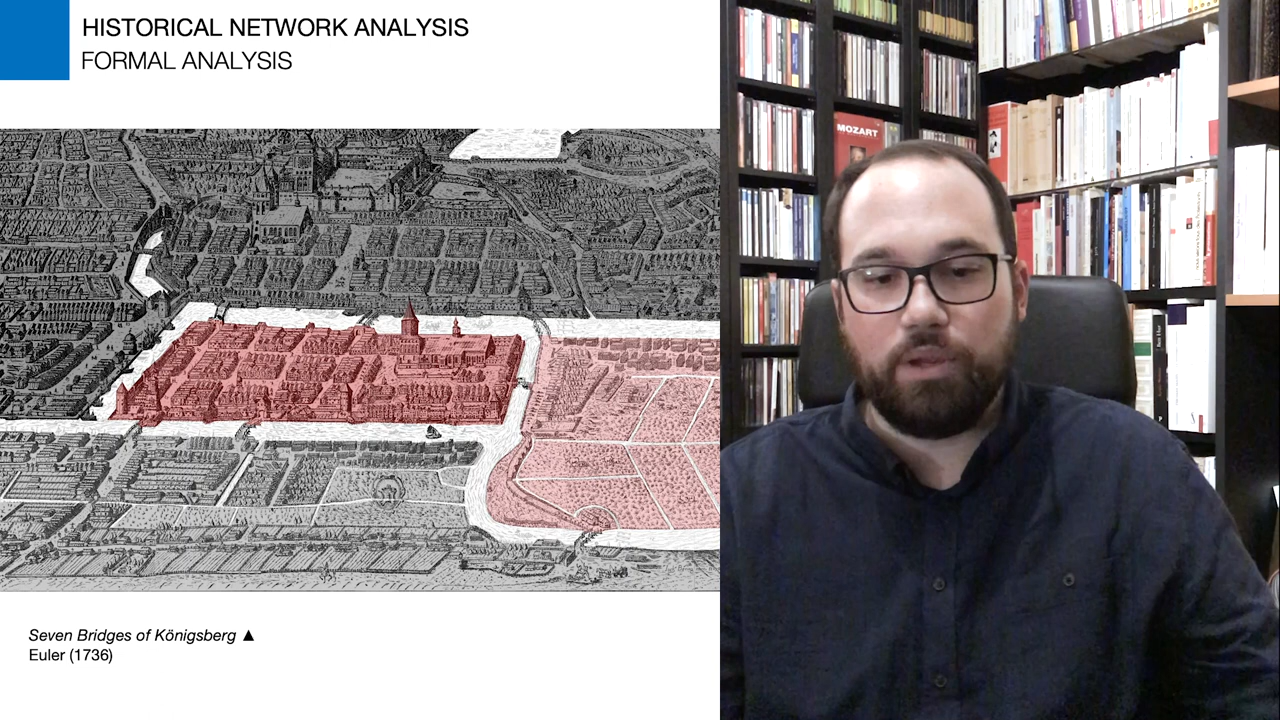 HISTORICAL NETWORK ANALYSIS
FORMAL ANALYSIS
Seven Bridges of Königsberg ▲
Euler (1736)
MOZART